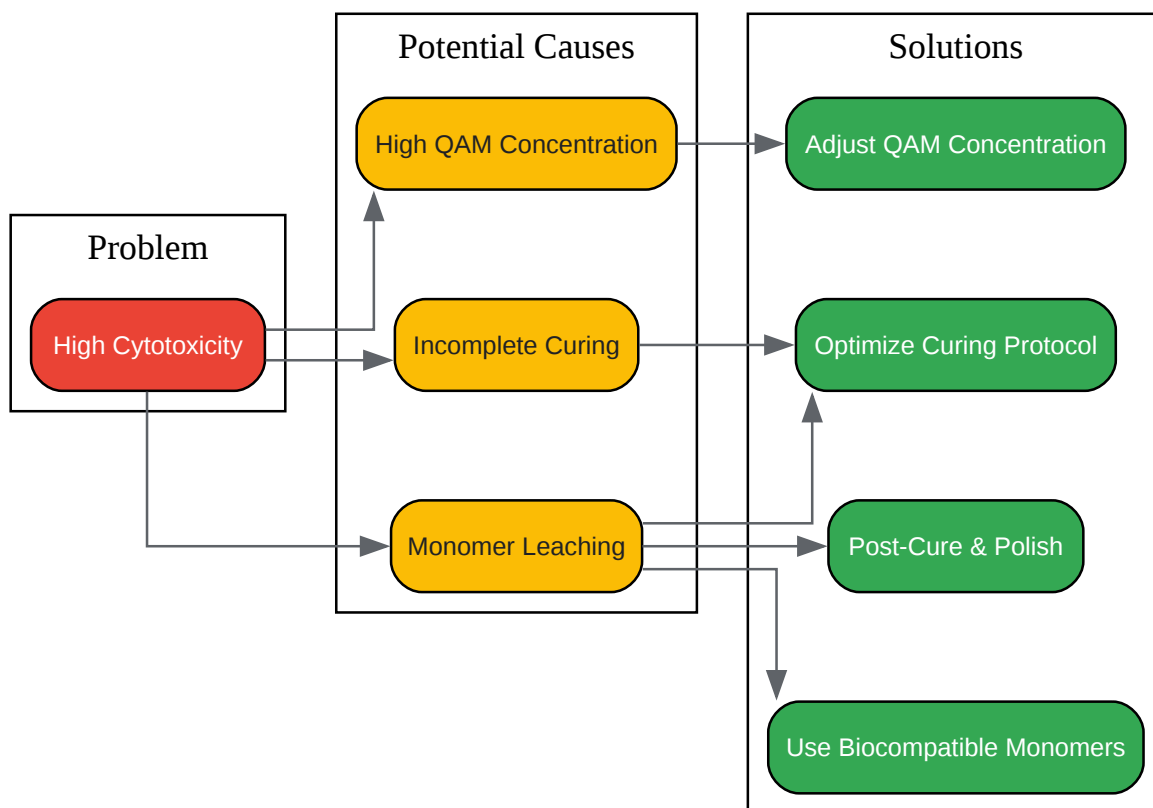 Problem
High Cytotoxicity
Potential Causes
High QAM Concentration
Incomplete Curing
Monomer Leaching
Solutions
Adjust QAM Concentration
Optimize Curing Protocol
Post-Cure & Polish
Use Biocompatible Monomers